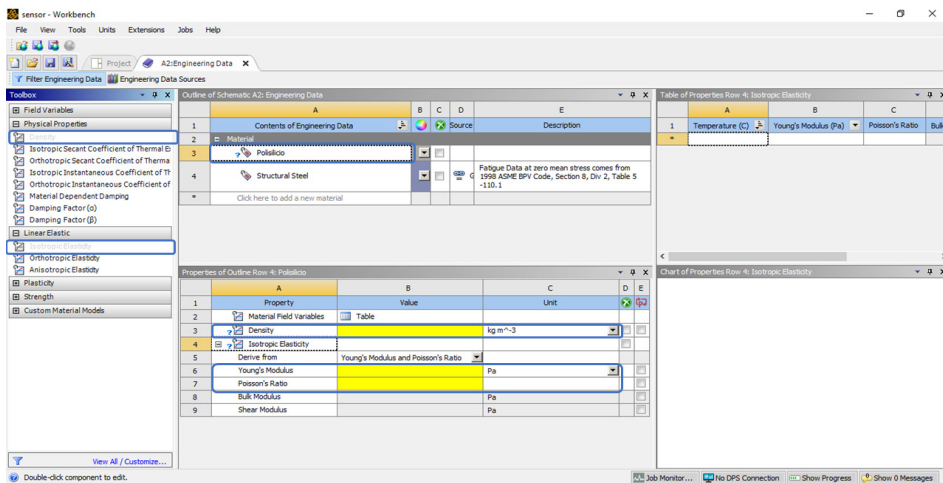 sensor - Workbench
File View Tools Units Extensions Jobs Help
Project A2:Engineering Data
Filter Engineering Data Engineering Data Sources
Toolbox
Field Variables
Physical Properties
Density
Isotropic Secant Coefficient of Thermal E
Orthotropic Secant Coefficient of Therma
Isotropic Instantaneous Coefficient of Th
Orthotropic Instantaneous Coefficient of
Material Dependent Damping
Damping Factor (α)
Damping Factor (β)
Linear Elastic
Isotropic Elasticity
Orthotropic Elasticity
Anisotropic Elasticity
Plasticity
Strength
Custom Material Models
View All / Customize...
Outline of Schematic A2: Engineering Data
A B C D E
1 Contents of Engineering Data Source Description
2 Material
3 Polisilicio
4 Structural Steel Fatigue Data at zero mean stress comes from
1998 ASME BPV Code, Section 8, Div 2, Table 5
-110.1
* Click here to add a new material
Properties of Outline Row 4: Polisilicio
A B C D E
1 Property Value Unit
2 Material Field Variables Table
3 Density kg m^-3
4 Isotropic Elasticity
5 Derive from Young's Modulus and Poisson's Ratio
6 Young's Modulus Pa
7 Poisson's Ratio
8 Bulk Modulus Pa
9 Shear Modulus Pa
Table of Properties Row 4: Isotropic Elasticity
A B C
1 Temperature (C) Young's Modulus (Pa) Poisson's Ratio Bulk
*
Chart of Properties Row 4: Isotropic Elasticity
Double-click component to edit.
Job Monitor... No DPS Connection Show Progress Show 0 Messages